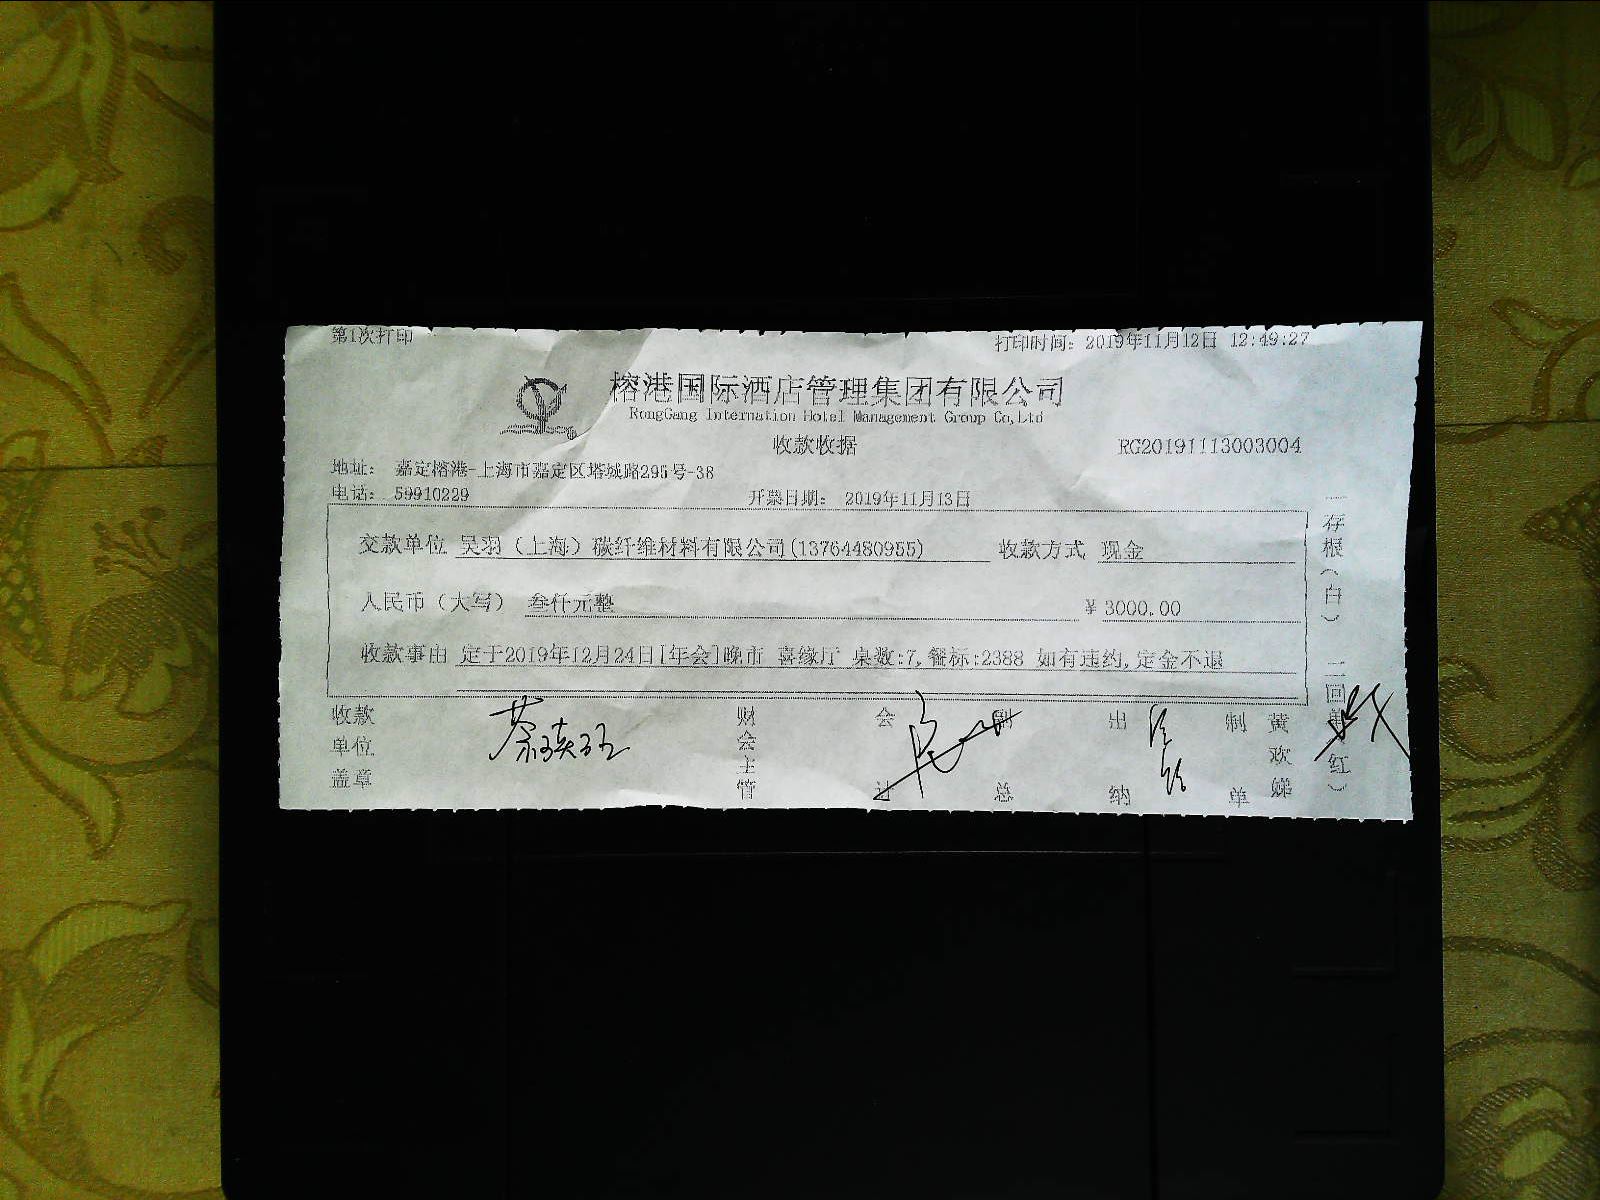 第1次打印
打印时间：2019年11月12日 12:49:27
榕港国际酒店管理集团有限公司
RongGang Internation Hotel Management Group Co,Ltd
收款收据
RG20191113003004
地址： 嘉定榕港-上海市嘉定区塔城路295号-38
电话： 59910229
开票日期： 2019年11月13日
交款单位 吴羽（上海）碳纤维材料有限公司(13764480955) 收款方式 现金
人民币（大写） 叁仟元整 ¥ 3000.00
收款事由 定于2019年12月24日[年会]晚市 喜缘厅 桌数:7,餐标:2388 如有违约,定金不退
收款单位盖章
财会主管
会计
副总
出纳
制单
黄欢娣
一存根（白） 二回单（红）